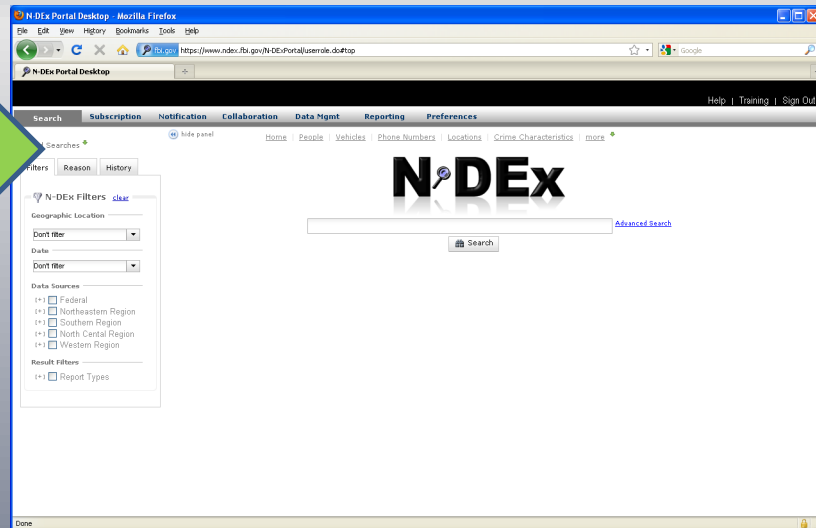 N-DEx Portal Desktop - Mozilla Firefox
File Edit View History Bookmarks Tools Help
fbi.gov https://www.ndex.fbi.gov/N-DExPortal/userrole.do#top
Google
N-DEx Portal Desktop
Help | Training | Sign Out
Search Subscription Notification Collaboration Data Mgmt Reporting Preferences
Searches
hide panel
Home | People | Vehicles | Phone Numbers | Locations | Crime Characteristics | more
Filters Reason History
N-DEx
N-DEx Filters clear
Geographic Location
Don't filter
Advanced Search
Search
Date
Don't filter
Data Sources
[+] Federal
[+] Northeastern Region
[+] Southern Region
[+] North Cental Region
[+] Western Region
Result Filters
[+] Report Types
Done